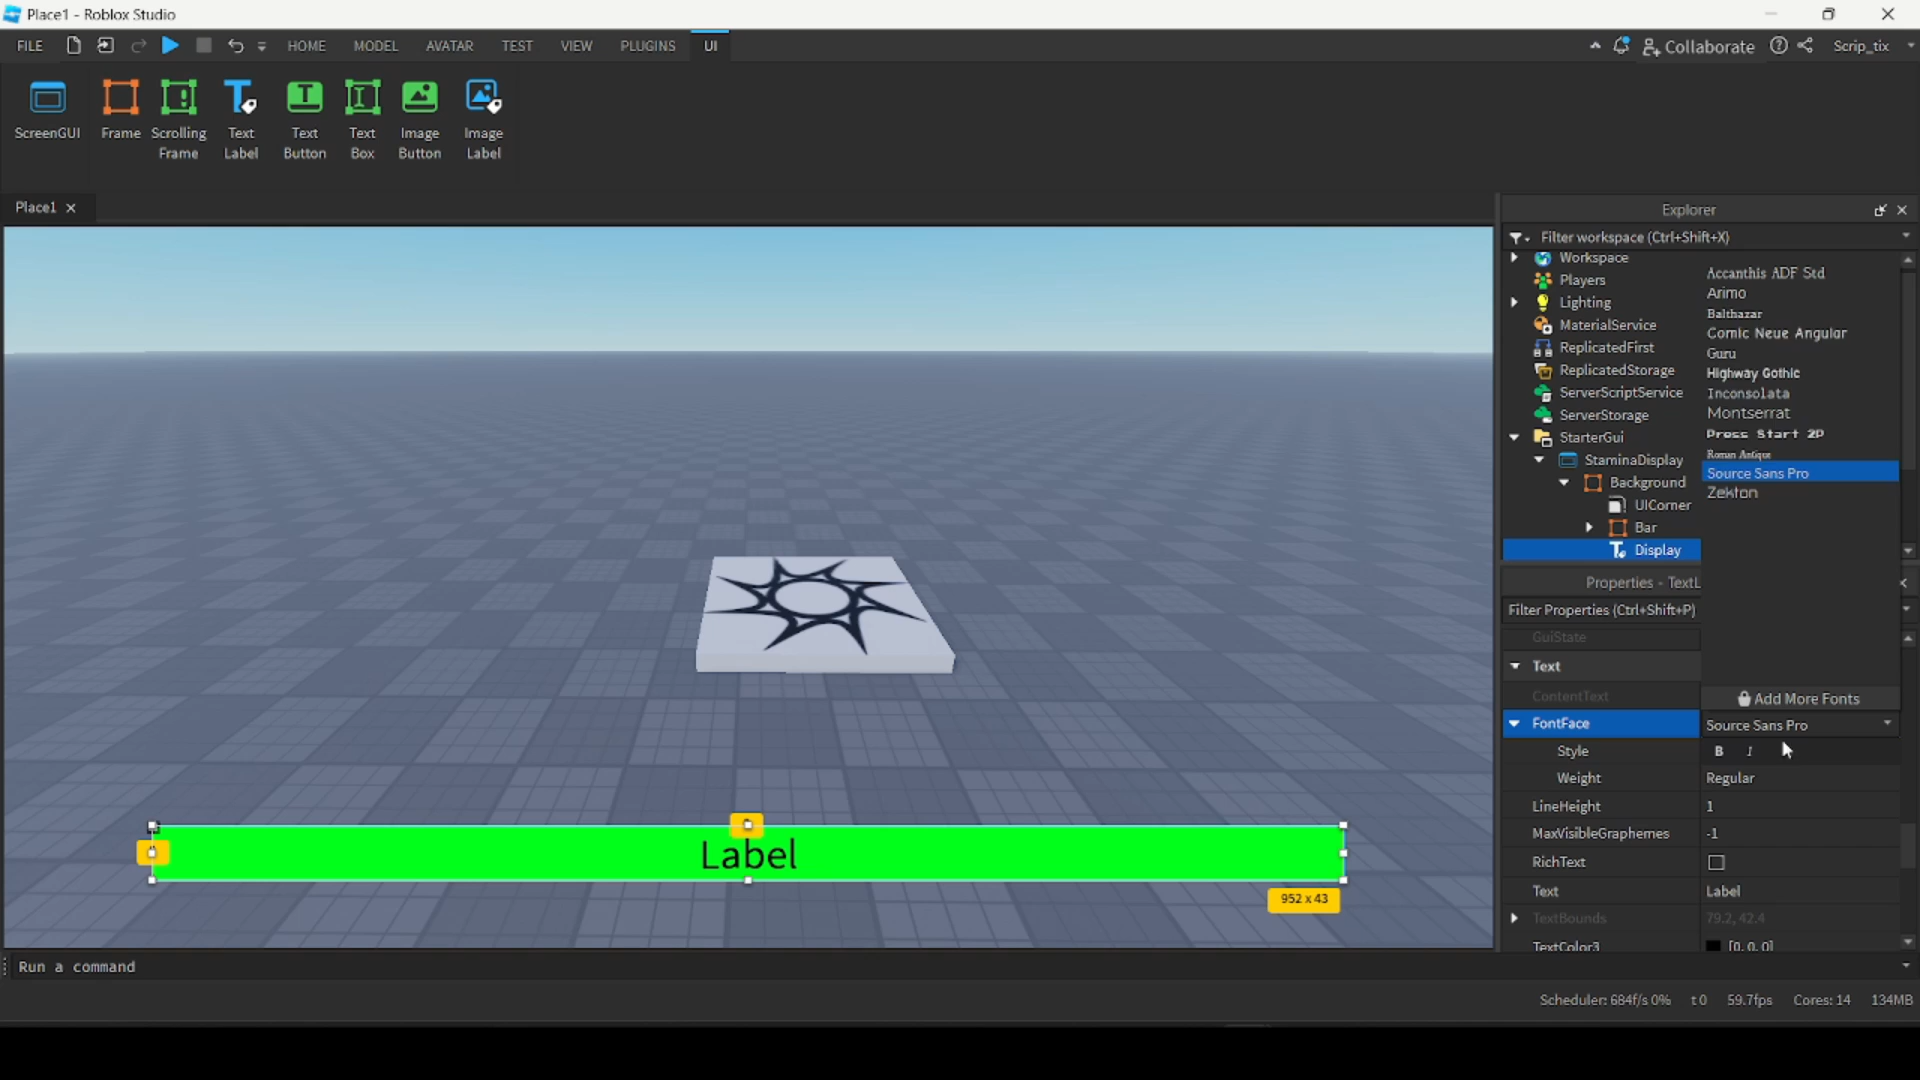 Place1 - Roblox Studio
FILE
HOME
MODEL
AVATAR
TEST
VIEW
PLUGINS
UI
Collaborate
Scrip_tix
ScreenGUI
Frame
Scrolling
Frame
Text
Label
Text
Button
Text
Box
Image
Button
Image
Label
Place1
Explorer
Filter workspace (Ctrl+Shift+X)
Workspace
Players
Lighting
MaterialService
ReplicatedFirst
ReplicatedStorage
ServerScriptService
ServerStorage
StarterGui
StaminaDisplay
Background
UICorner
Bar
Display
Accanthis ADF Std
Arimo
Balthazar
Comic Neue Angular
Guru
Highway Gothic
Inconsolata
Montserrat
Press Start 2P
Roman Antique
Source Sans Pro
Zekton
Add More Fonts
Properties - TextL
Filter Properties (Ctrl+Shift+P)
GuiState
Text
ContentText
FontFace
Source Sans Pro
Style
B I
Weight
Regular
LineHeight
1
MaxVisibleGraphemes
-1
RichText
Text
Label
TextBounds
79.2, 42.4
TextColor3
[0, 0, 0]
Label
952 x 43
Run a command
Scheduler: 684f/s 0%
t 0
59.7fps
Cores: 14
134MB